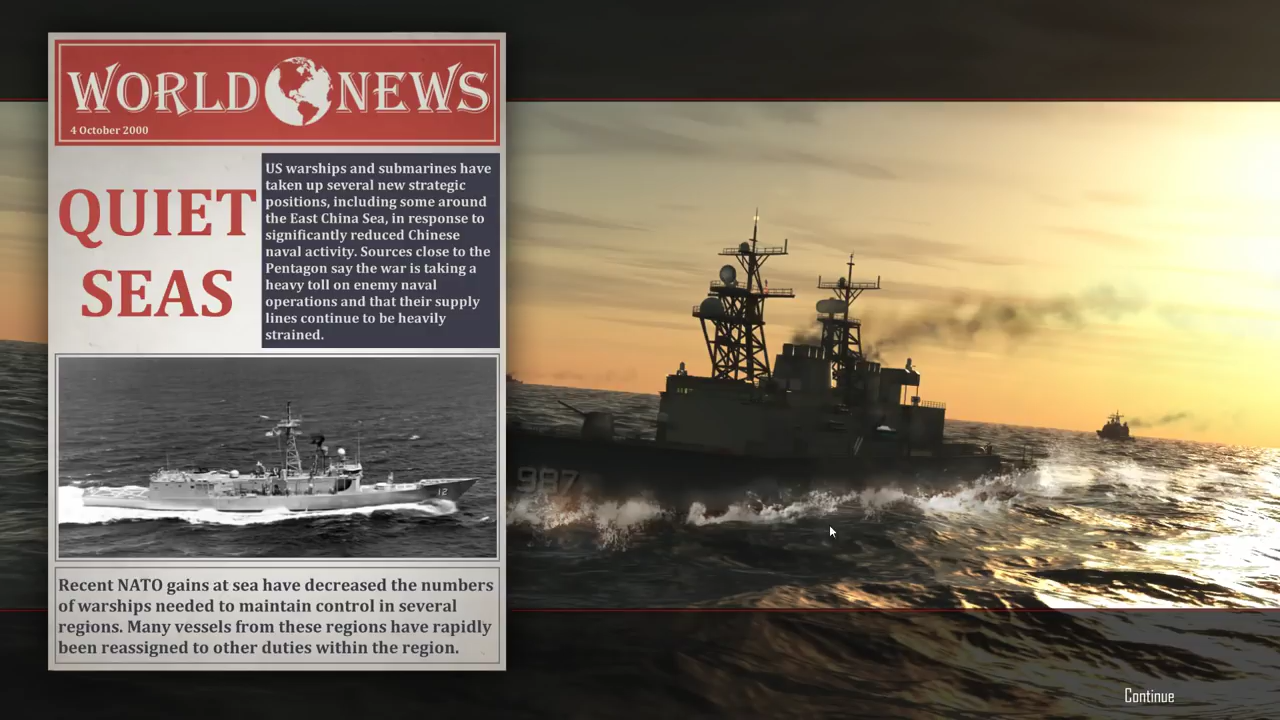 WORLD NEWS
4 October 2000
QUIET
SEAS
US warships and submarines have
taken up several new strategic
positions, including some around
the East China Sea, in response to
significantly reduced Chinese
naval activity. Sources close to the
Pentagon say the war is taking a
heavy toll on enemy naval
operations and that their supply
lines continue to be heavily
strained.
987
12
Recent NATO gains at sea have decreased the numbers
of warships needed to maintain control in several
regions. Many vessels from these regions have rapidly
been reassigned to other duties within the region.
Continue